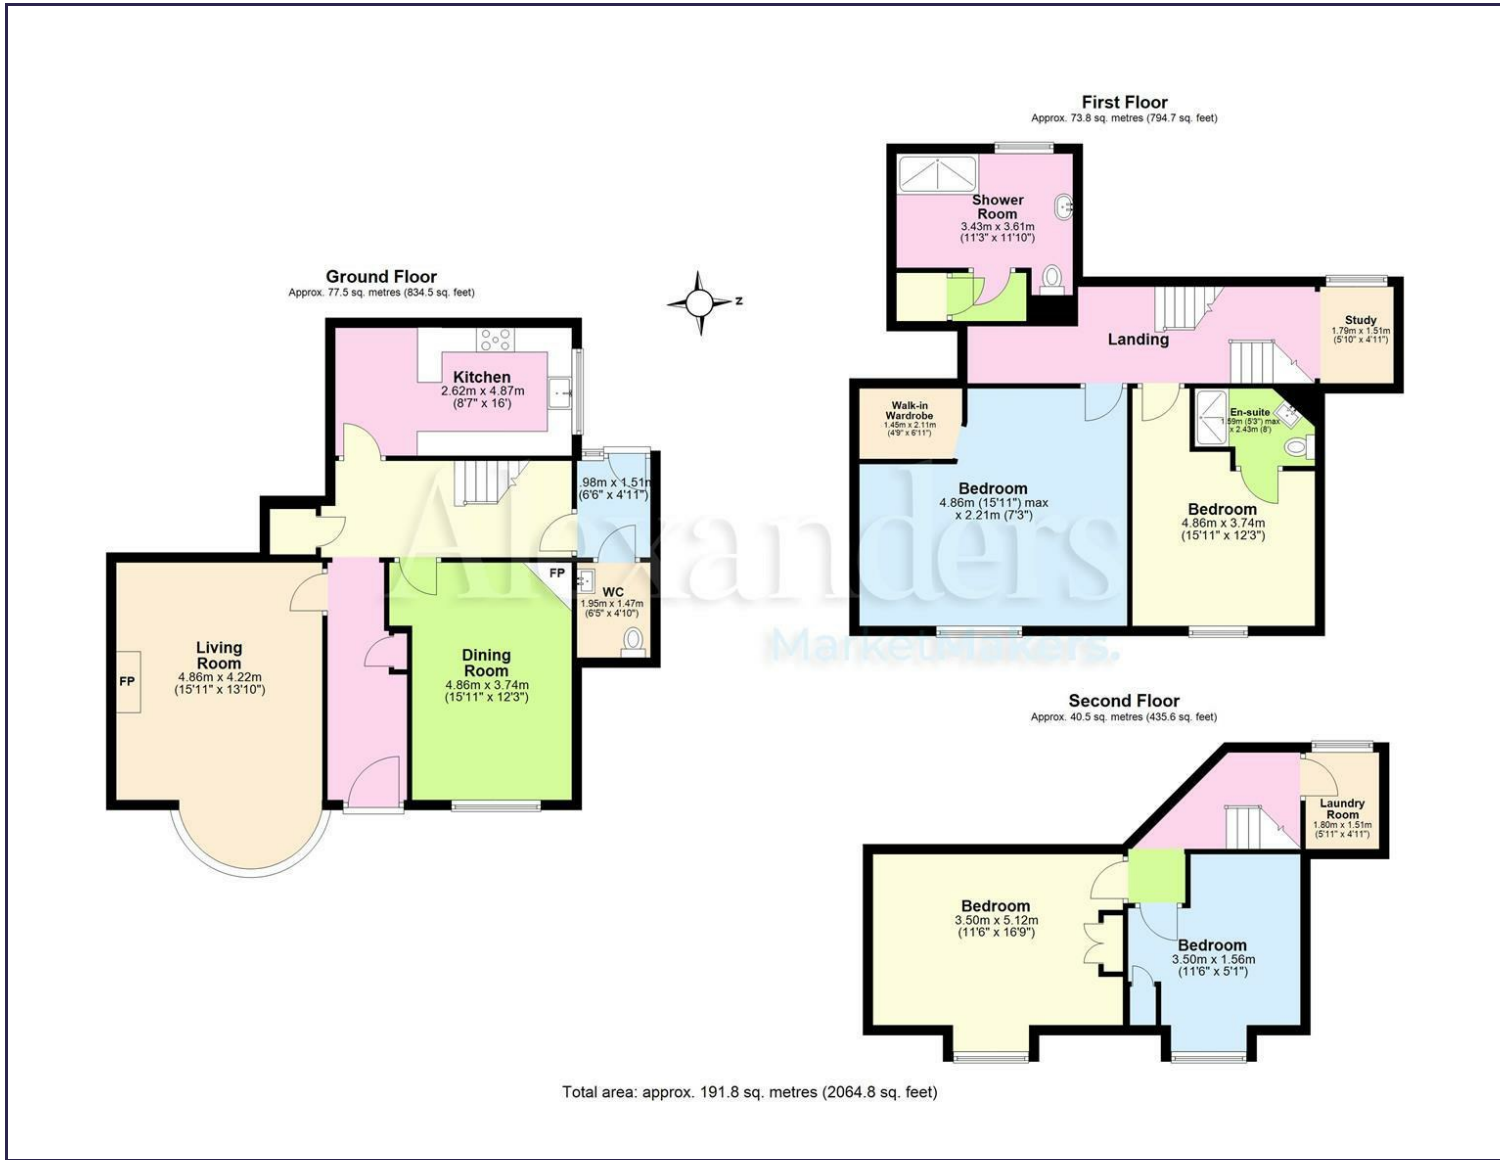 First Floor
Approx. 73.8 sq. metres (794.7 sq. feet)
Shower
Room
3.43m x 3.61m
(11'3" x 11'10")
Landing
Study
1.79m x 1.51m
(5'10" x 4'11")
Walk-in
Wardrobe
1.45m x 2.11m
(4'9" x 6'11")
En-suite
1.59m (5'3") max
x 2.43m (8')
Bedroom
4.86m (15'11") max
x 2.21m (7'3")
Bedroom
4.86m x 3.74m
(15'11" x 12'3")
Ground Floor
Approx. 77.5 sq. metres (834.5 sq. feet)
Z
Kitchen
2.62m x 4.87m
(8'7" x 16')
.98m x 1.51m
(6'6" x 4'11")
FP
WC
1.95m x 1.47m
(6'5" x 4'10")
Living
Room
4.86m x 4.22m
(15'11" x 13'10")
FP
Dining
Room
4.86m x 3.74m
(15'11" x 12'3")
Alexanders
MarketMakers.
Second Floor
Approx. 40.5 sq. metres (435.6 sq. feet)
Laundry
Room
1.80m x 1.51m
(5'11" x 4'11")
Bedroom
3.50m x 5.12m
(11'6" x 16'9")
Bedroom
3.50m x 1.56m
(11'6" x 5'1")
Total area: approx. 191.8 sq. metres (2064.8 sq. feet)